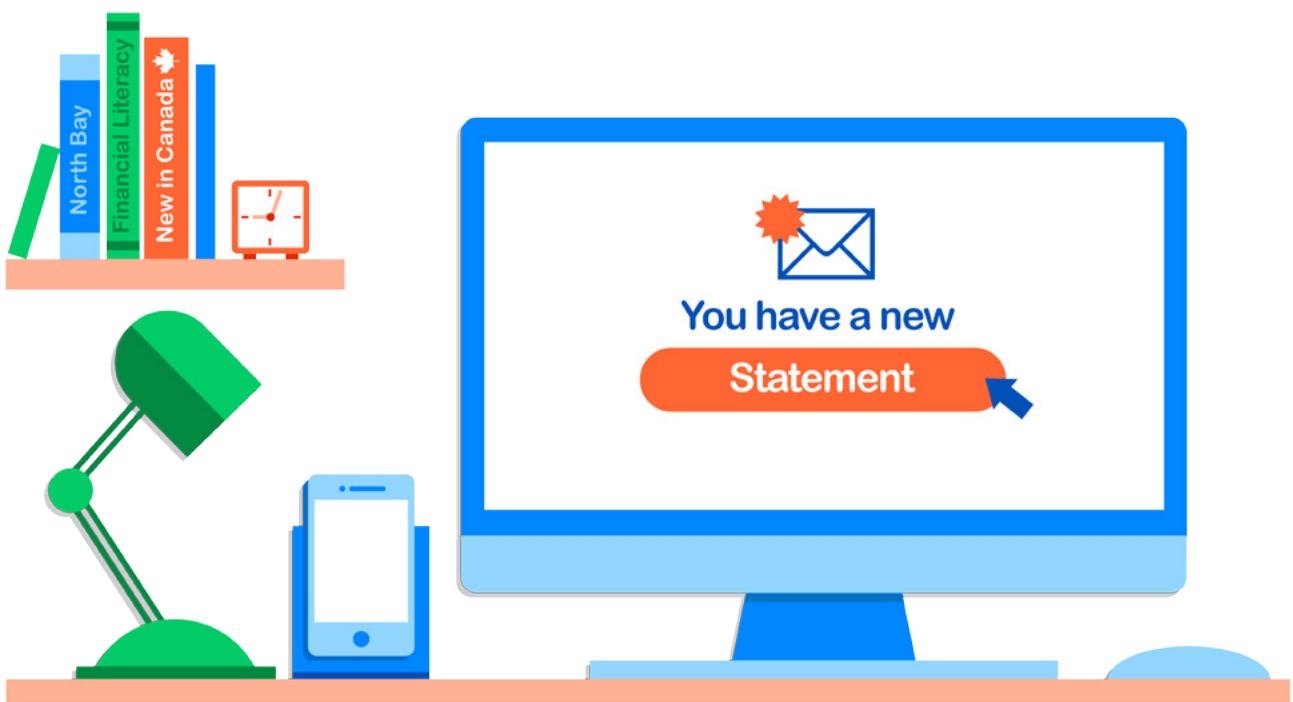 North Bay
Financial Literacy
New in Canada
You have a new
Statement